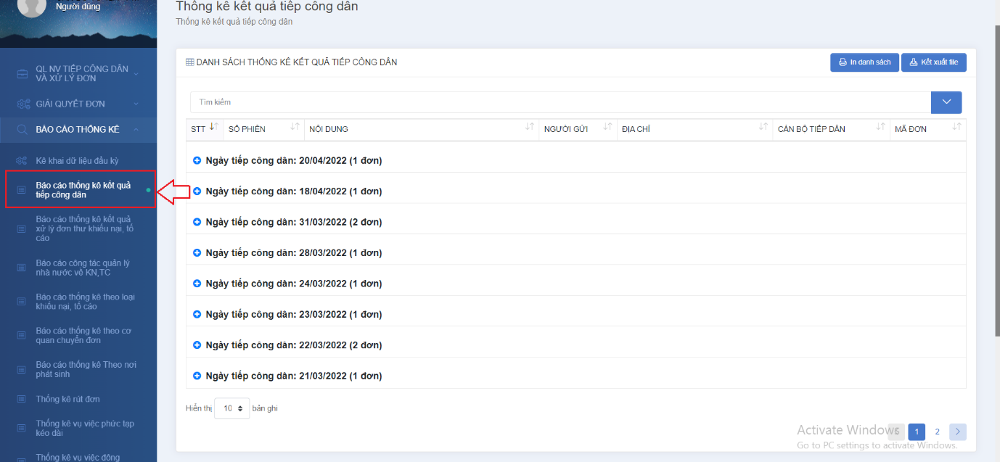 Người dùng
QL NV TIẾP CÔNG DÂN
VÀ XỬ LÝ ĐƠN
GIẢI QUYẾT ĐƠN
BÁO CÁO THỐNG KÊ
Kê khai dữ liệu đầu kỳ
Báo cáo thống kê kết quả
tiếp công dân
Báo cáo thống kê kết quả
xử lý đơn thư khiếu nại, tố
cáo
Báo cáo công tác quản lý
nhà nước về KN,TC
Báo cáo thống kê theo loại
khiếu nại, tố cáo
Báo cáo thống kê theo cơ
quan chuyển đơn
Báo cáo thống kê Theo nơi
phát sinh
Thống kê rút đơn
Thống kê vụ việc phức tạp
kéo dài
Thống kê vụ việc đông
Thống kê kết quả tiếp công dân
Thống kê kết quả tiếp công dân
DANH SÁCH THỐNG KÊ KẾT QUẢ TIẾP CÔNG DÂN
In danh sách
Kết xuất file
Tìm kiếm
STT SỐ PHIÊN NỘI DUNG NGƯỜI GỬI ĐỊA CHỈ CÁN BỘ TIẾP DÂN MÃ ĐƠN
Ngày tiếp công dân: 20/04/2022 (1 đơn)
Ngày tiếp công dân: 18/04/2022 (1 đơn)
Ngày tiếp công dân: 31/03/2022 (2 đơn)
Ngày tiếp công dân: 28/03/2022 (1 đơn)
Ngày tiếp công dân: 24/03/2022 (1 đơn)
Ngày tiếp công dân: 23/03/2022 (1 đơn)
Ngày tiếp công dân: 22/03/2022 (2 đơn)
Ngày tiếp công dân: 21/03/2022 (1 đơn)
Hiển thị 10 bản ghi
1 2
Activate Windows
Go to PC settings to activate Windows.